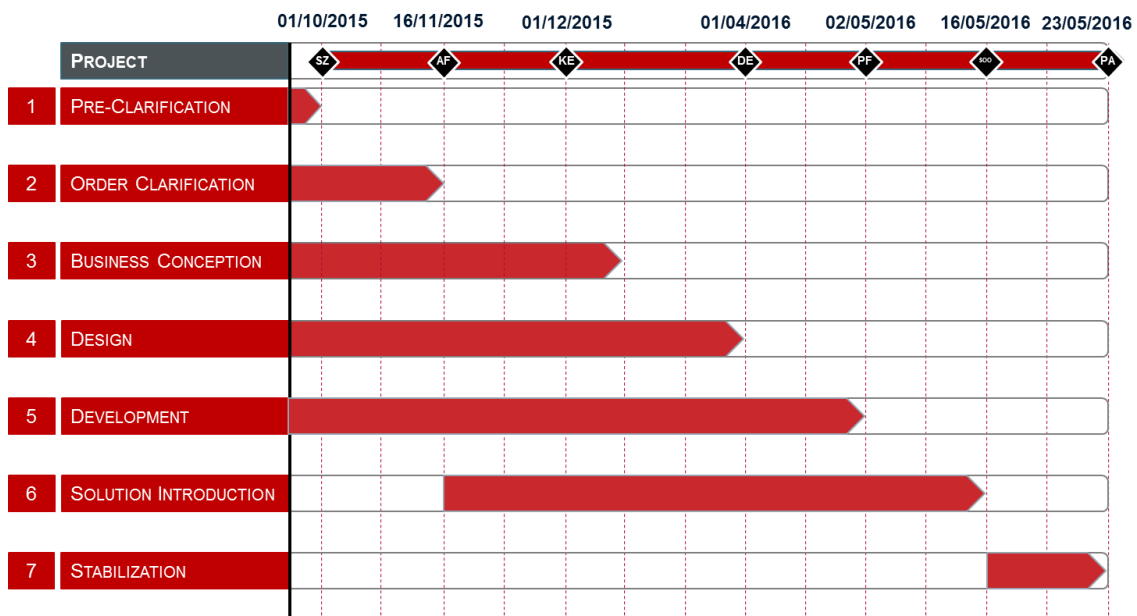 01/10/2015 16/11/2015 01/12/2015 01/04/2016 02/05/2016 16/05/2016 23/05/2016
PROJECT SZ AF KE DE PF SOO PA
1 PRE-CLARIFICATION
2 ORDER CLARIFICATION
3 BUSINESS CONCEPTION
4 DESIGN
5 DEVELOPMENT
6 SOLUTION INTRODUCTION
7 STABILIZATION